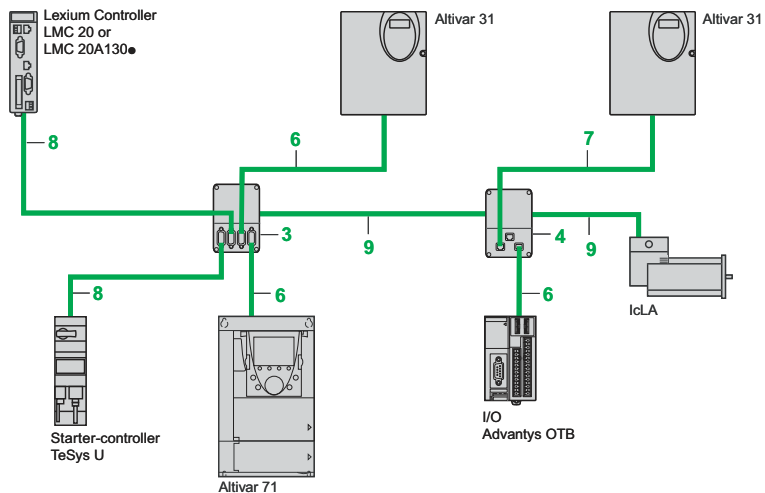 Lexium Controller
LMC 20 or
LMC 20A130●
Altivar 31
Altivar 31
8
6
7
3
9
4
9
8
6
6
IcLA
Starter-controller
TeSys U
Altivar 71
I/O
Advantys OTB